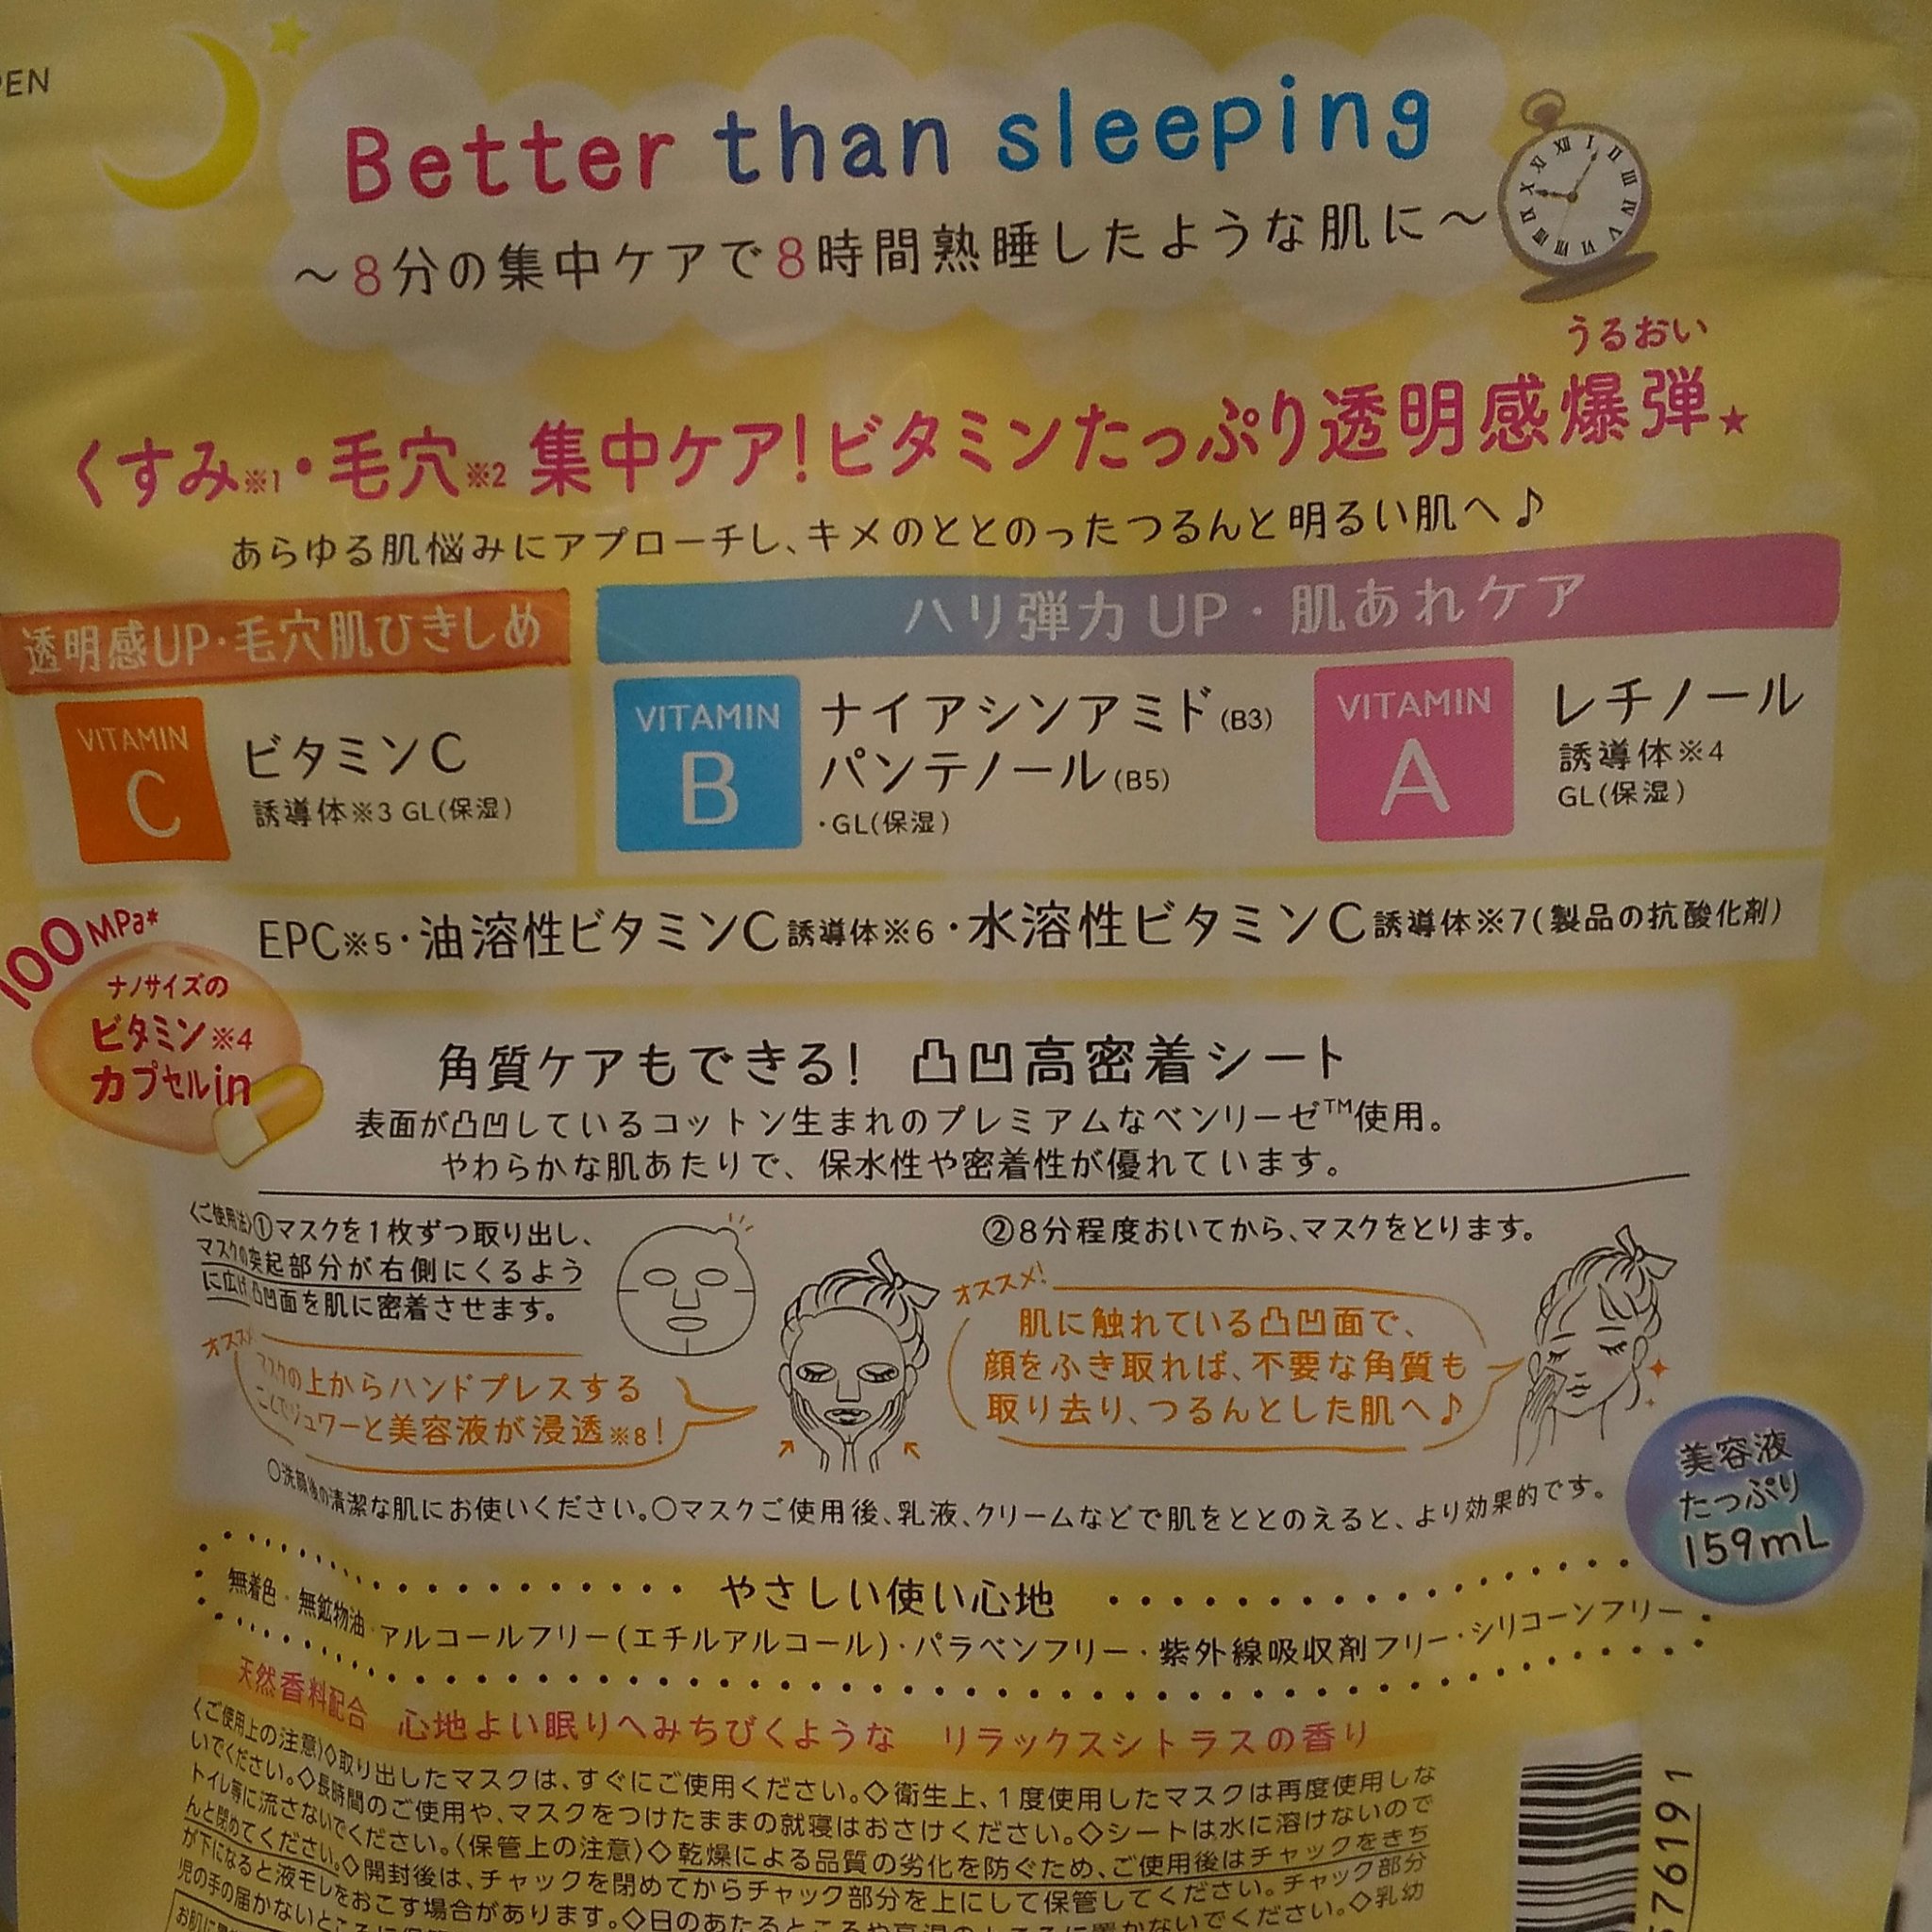 PEN
Better than sleeping
～8分の集中ケアで8時間熟睡したような肌に～
うるおい
くすみ※1・毛穴※2 集中ケア!ビタミンたっぷり透明感爆弾★
あらゆる肌悩みにアプローチし、キメのととのったつるんと明るい肌へ♪
透明感UP・毛穴肌ひきしめ
VITAMIN C
ビタミンC
誘導体※3 GL(保湿)
ハリ弾力UP・肌あれケア
VITAMIN B
ナイアシンアミド(B3)
パンテノール(B5)
・GL(保湿)
VITAMIN A
レチノール
誘導体※4
GL(保湿)
EPC※5・油溶性ビタミンC誘導体※6・水溶性ビタミンC誘導体※7(製品の抗酸化剤)
100MPa*
ナノサイズの
ビタミン※4
カプセルin
角質ケアもできる! 凸凹高密着シート
表面が凸凹しているコットン生まれのプレミアムなベンリーゼ™使用。
やわらかな肌あたりで、保水性や密着性が優れています。
〈ご使用法〉①マスクを1枚ずつ取り出し、
マスクの突起部分が右側にくるよう
に広げ凸凹面を肌に密着させます。
オススメ!
マスクの上からハンドプレスする
ことでジュワーと美容液が浸透※8!
②8分程度おいてから、マスクをとります。
オススメ!
肌に触れている凸凹面で、
顔をふき取れば、不要な角質も
取り去り、つるんとした肌へ♪
○洗顔後の清潔な肌にお使いください。○マスクご使用後、乳液、クリームなどで肌をととのえると、より効果的です。
美容液
たっぷり
159mL
やさしい使い心地
無着色・無鉱物油・アルコールフリー(エチルアルコール)・パラベンフリー・紫外線吸収剤フリー・シリコーンフリー
天然香料配合 心地よい眠りへみちびくような リラックスシトラスの香り
〈ご使用上の注意〉◇取り出したマスクは、すぐにご使用ください。◇衛生上、1度使用したマスクは再度使用しな
いでください。◇長時間のご使用や、マスクをつけたままの就寝はおさけください。◇シートは水に溶けないので
トイレ等に流さないでください。〈保管上の注意〉◇乾燥による品質の劣化を防ぐため、ご使用後はチャックをきち
んと閉めてください。◇開封後は、チャックを閉めてからチャック部分を上にして保管してください。チャック部分
が下になると液モレをおこす場合があります。◇日のあたるところや高温のところに置かないでください。◇乳幼
児の手の届かないところに
お肌に
576191